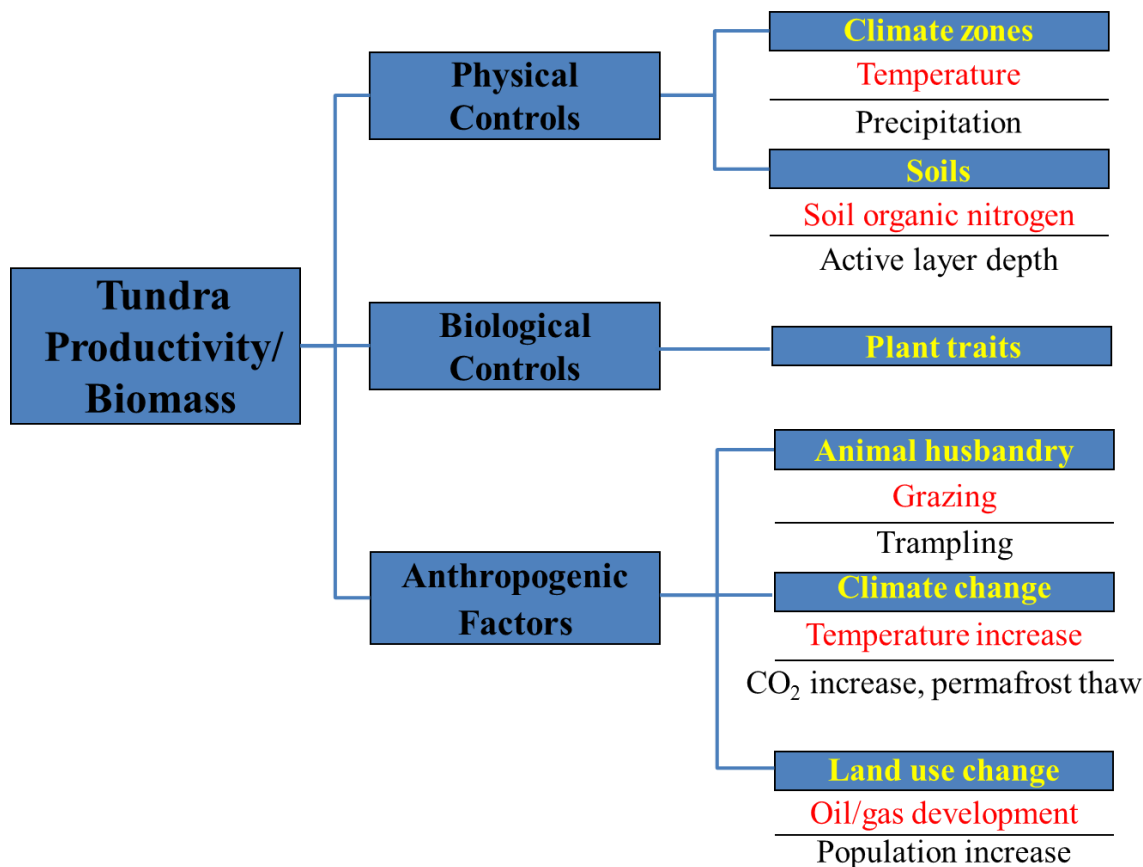 Tundra
Productivity/
Biomass
Physical
Controls
Climate zones
Temperature
Precipitation
Soils
Soil organic nitrogen
Active layer depth
Biological
Controls
Plant traits
Anthropogenic
Factors
Animal husbandry
Grazing
Trampling
Climate change
Temperature increase
CO₂ increase, permafrost thaw
Land use change
Oil/gas development
Population increase